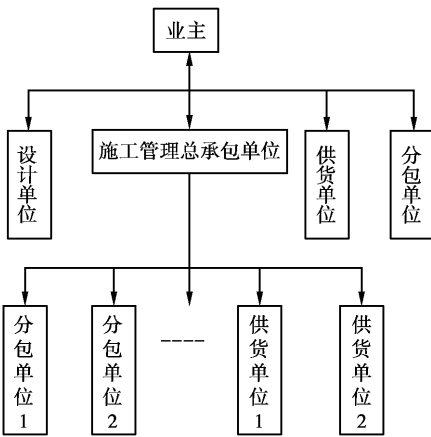 业主
设计单位
施工管理总承包单位
供货单位
分包单位
分包单位1
分包单位2
供货单位1
供货单位2